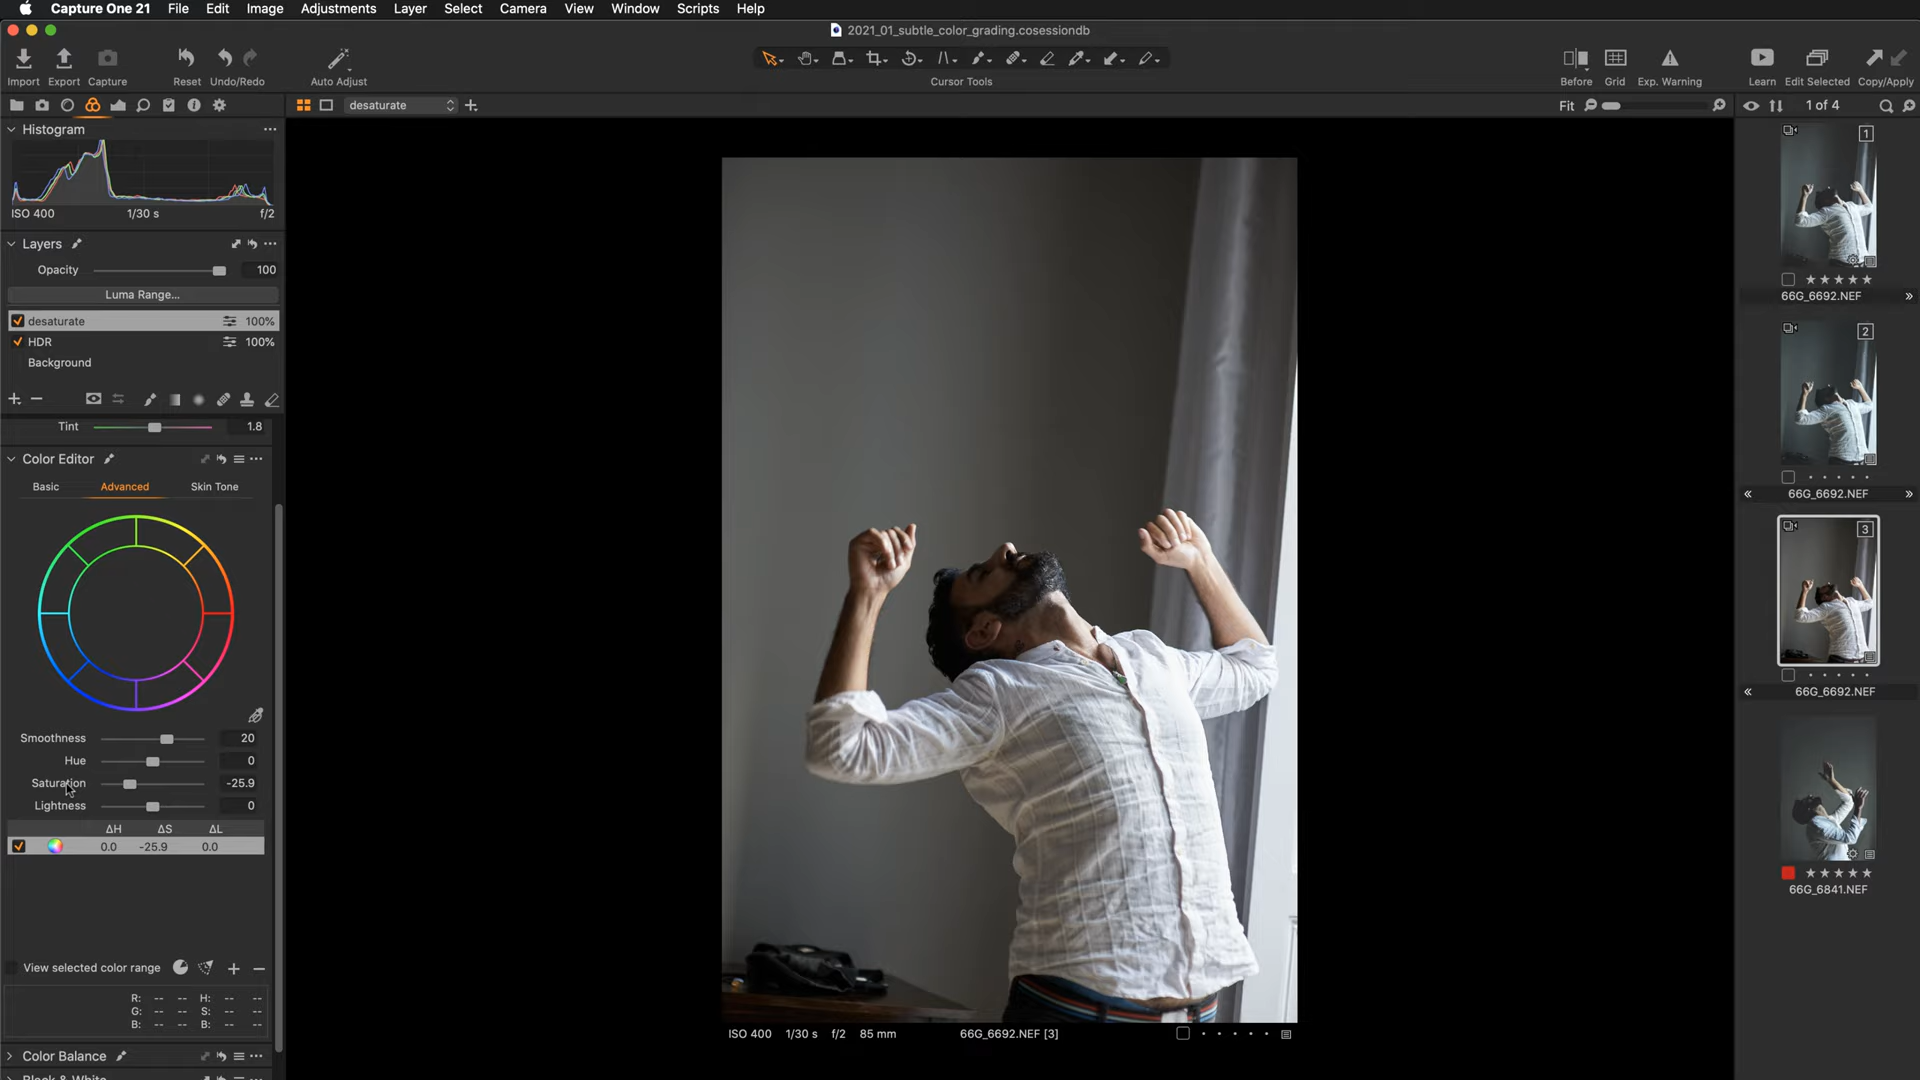 Capture One 21 File Edit Image Adjustments Layer Select Camera View Window Scripts Help
2021_01_subtle_color_grading.cosessiondb
Import Export Capture Reset Undo/Redo Auto Adjust Cursor Tools Before Grid Exp. Warning Learn Edit Selected Copy/Apply
desaturate Fit 1 of 4
Histogram
ISO 400 1/30 s f/2
Layers
Opacity 100
Luma Range...
desaturate 100%
HDR 100%
Background
Tint 1.8
Color Editor
Basic Advanced Skin Tone
Smoothness 20
Hue 0
Saturation -25.9
Lightness 0
ΔH ΔS ΔL
0.0 -25.9 0.0
View selected color range
R: -- -- H: -- --
G: -- -- S: -- --
B: -- -- B: -- --
Color Balance
Black & White
ISO 400 1/30 s f/2 85 mm 66G_6692.NEF [3]
1
66G_6692.NEF
2
66G_6692.NEF
3
66G_6692.NEF
66G_6841.NEF